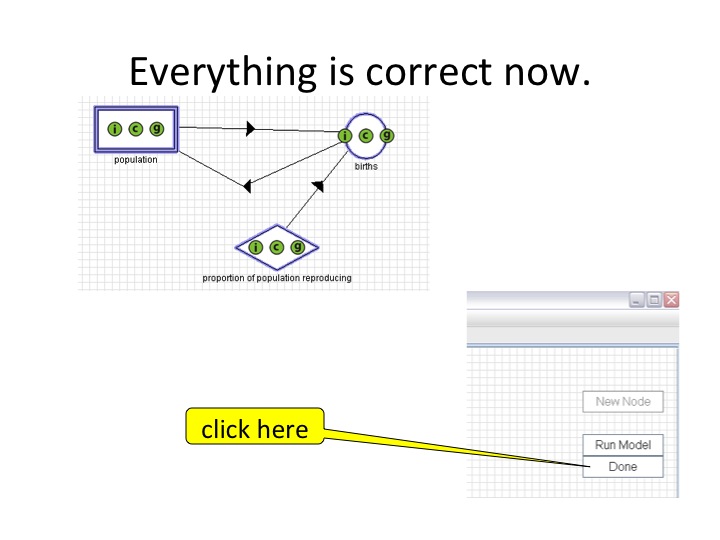 Everything is correct now.
i c g
i c g
population
births
i c g
proportion of population reproducing
New Node
Run Model
click here
Done